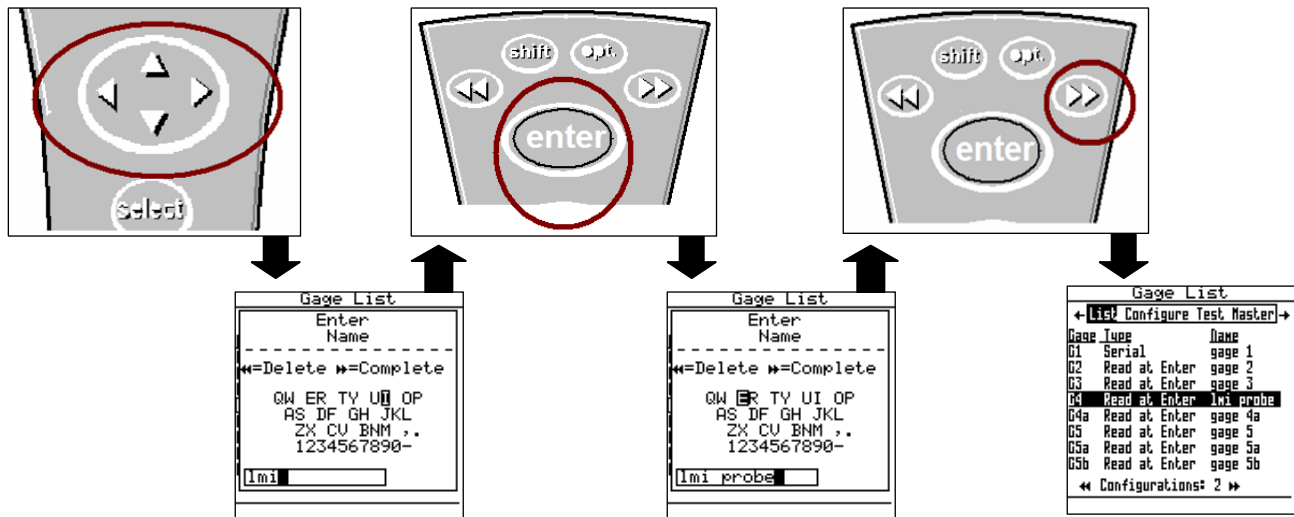 select
shift opt.
enter
shift opt.
enter
Gage List
Enter
Name
◀◀=Delete ▶▶=Complete
QW ER TY UI OP
AS DF GH JKL
ZX CV BNM ,.
1234567890-
lmi
Gage List
Enter
Name
◀◀=Delete ▶▶=Complete
QW ER TY UI OP
AS DF GH JKL
ZX CV BNM ,.
1234567890-
lmi probe
Gage List
←List Configure Test Master→
Gage Type Name
G1 Serial gage 1
G2 Read at Enter gage 2
G3 Read at Enter gage 3
G4 Read at Enter lmi probe
G4a Read at Enter gage 4a
G5 Read at Enter gage 5
G5a Read at Enter gage 5a
G5b Read at Enter gage 5b
◀◀ Configurations: 2 ▶▶